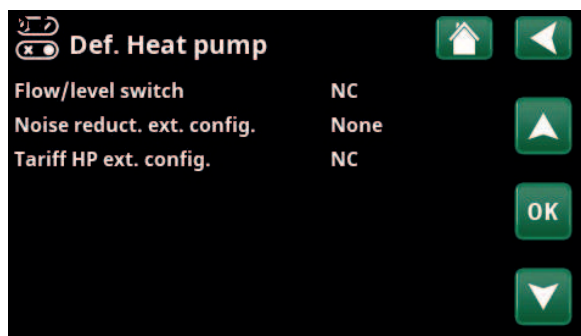 Def. Heat pump
Flow/level switch NC
Noise reduct. ext. config. None
Tariff HP ext. config. NC
OK